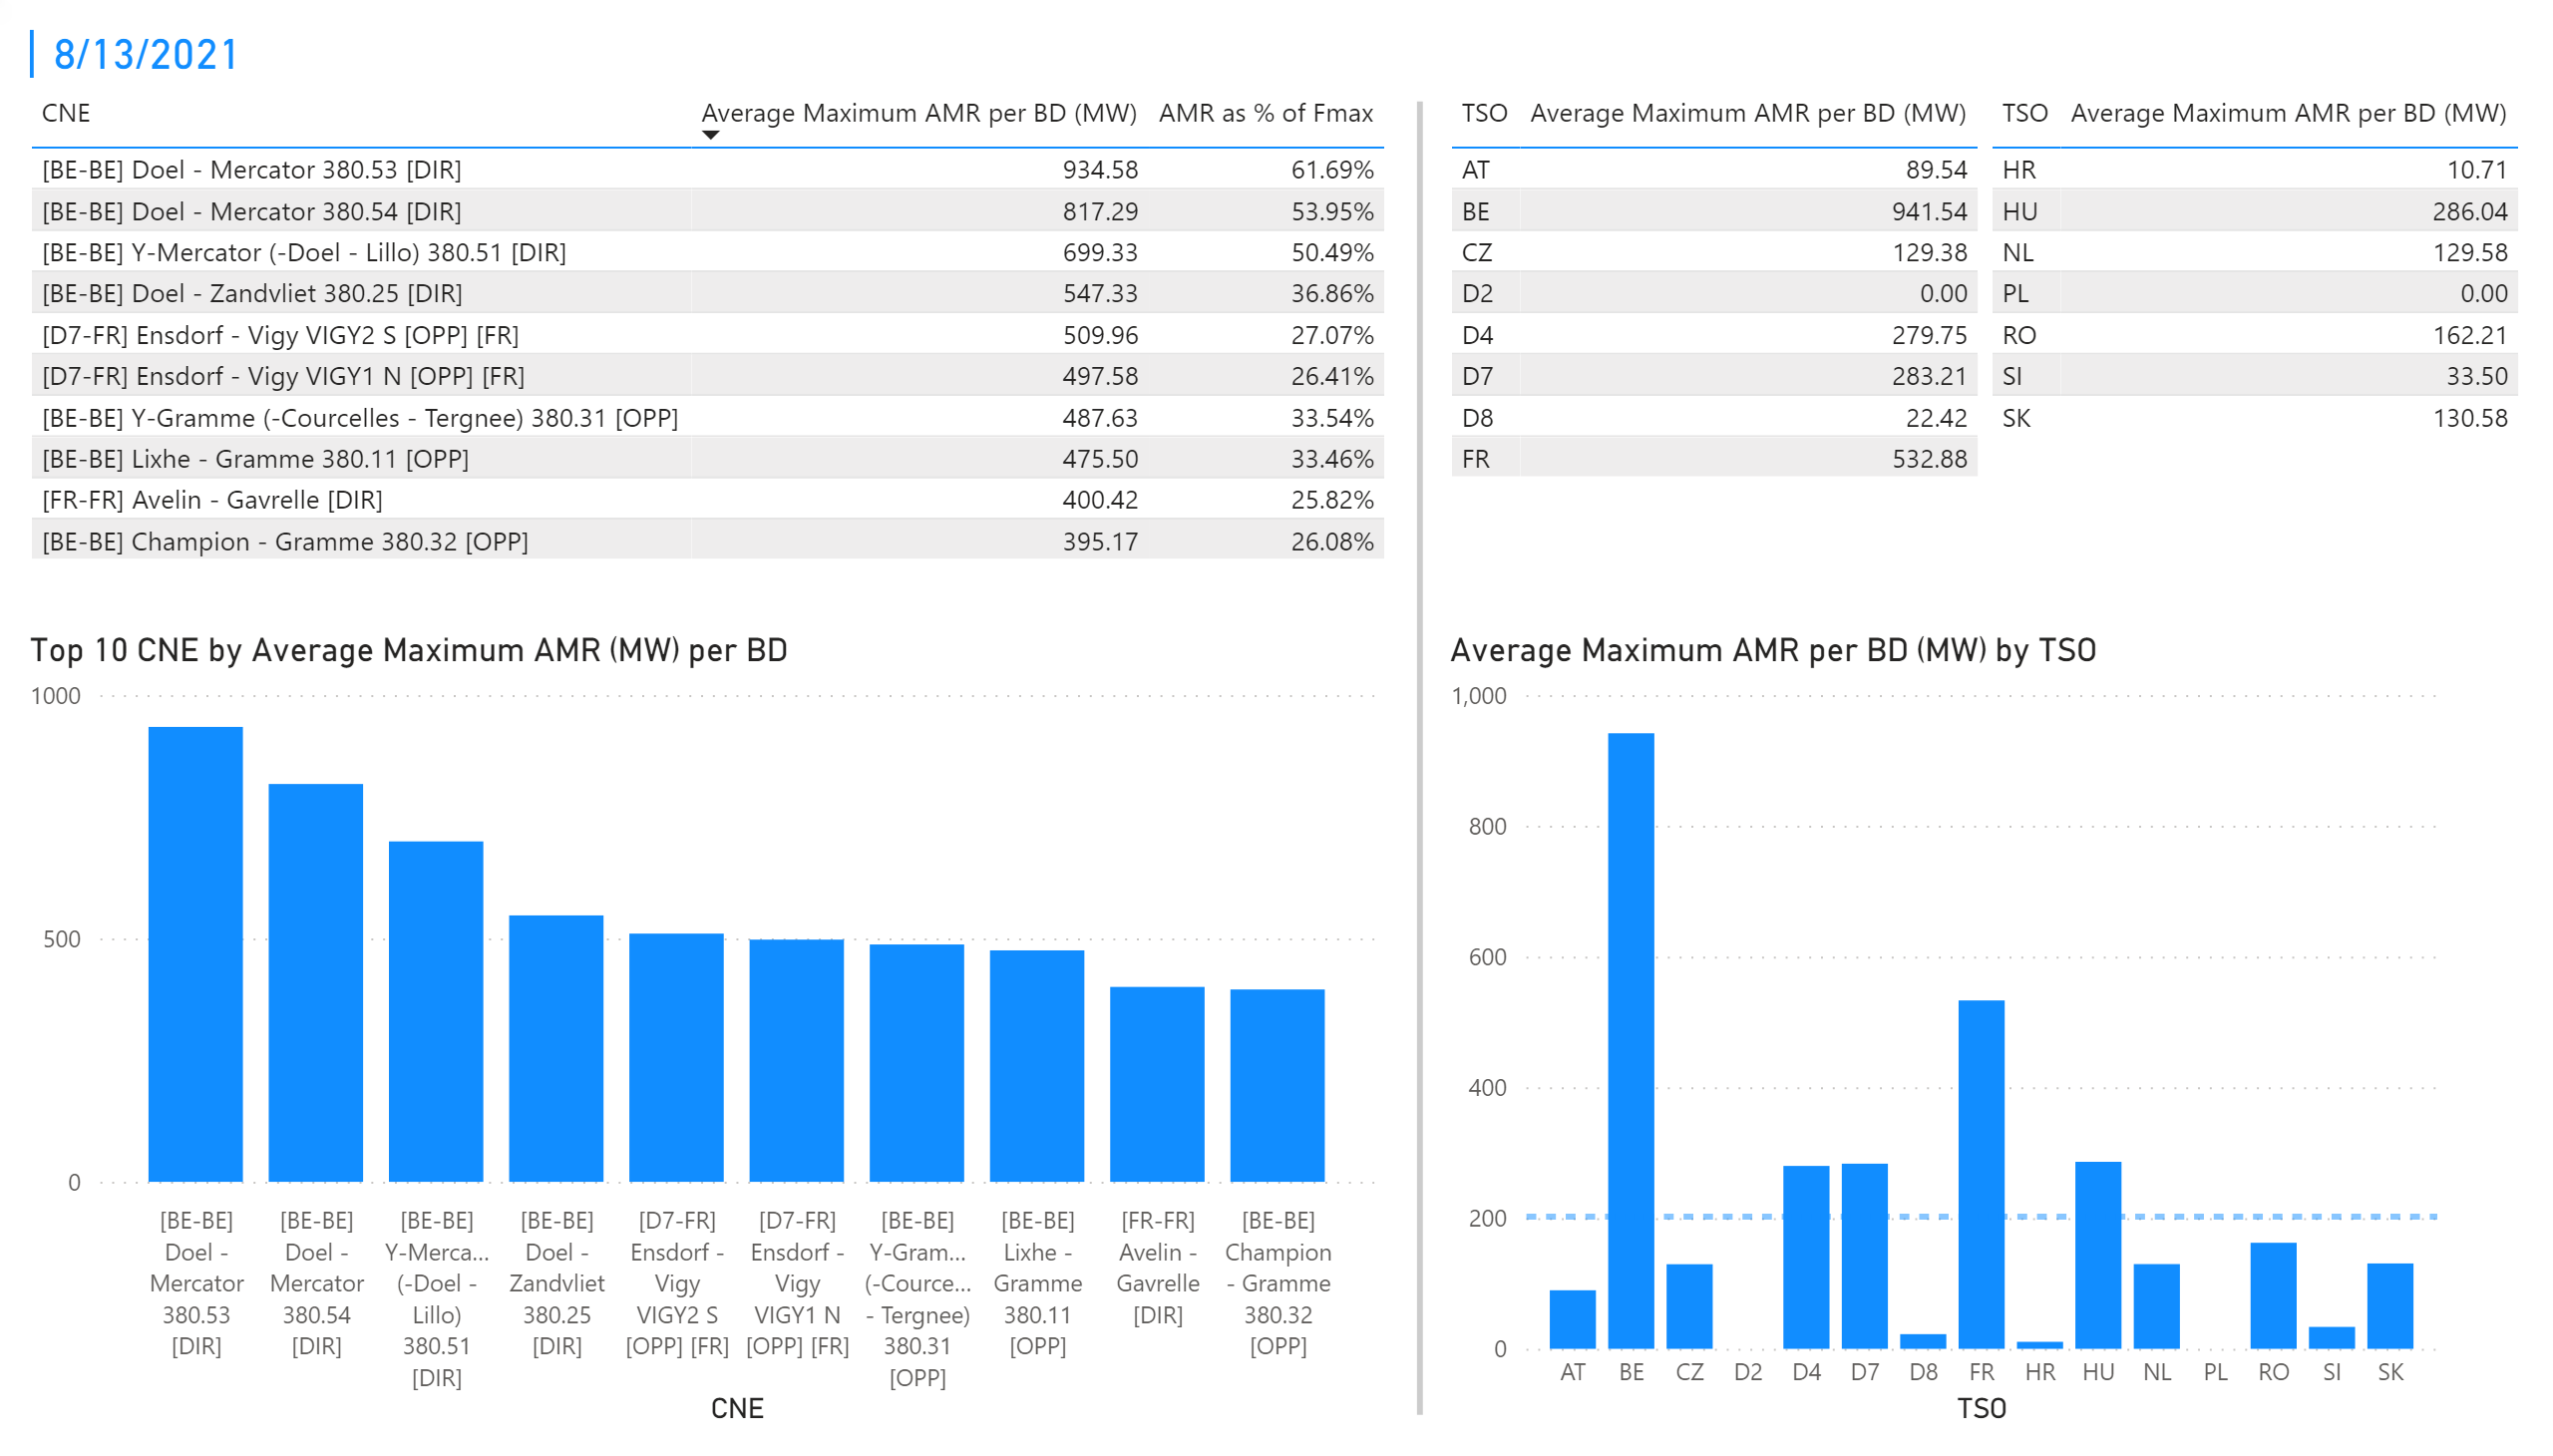 8/13/2021
CNE Average Maximum AMR per BD (MW) AMR as % of Fmax
[BE-BE] Doel - Mercator 380.53 [DIR] 934.58 61.69%
[BE-BE] Doel - Mercator 380.54 [DIR] 817.29 53.95%
[BE-BE] Y-Mercator (-Doel - Lillo) 380.51 [DIR] 699.33 50.49%
[BE-BE] Doel - Zandvliet 380.25 [DIR] 547.33 36.86%
[D7-FR] Ensdorf - Vigy VIGY2 S [OPP] [FR] 509.96 27.07%
[D7-FR] Ensdorf - Vigy VIGY1 N [OPP] [FR] 497.58 26.41%
[BE-BE] Y-Gramme (-Courcelles - Tergnee) 380.31 [OPP] 487.63 33.54%
[BE-BE] Lixhe - Gramme 380.11 [OPP] 475.50 33.46%
[FR-FR] Avelin - Gavrelle [DIR] 400.42 25.82%
[BE-BE] Champion - Gramme 380.32 [OPP] 395.17 26.08%
TSO Average Maximum AMR per BD (MW)
AT 89.54
BE 941.54
CZ 129.38
D2 0.00
D4 279.75
D7 283.21
D8 22.42
FR 532.88
TSO Average Maximum AMR per BD (MW)
HR 10.71
HU 286.04
NL 129.58
PL 0.00
RO 162.21
SI 33.50
SK 130.58
Top 10 CNE by Average Maximum AMR (MW) per BD
1000
500
0
[BE-BE]
Doel -
Mercator
380.53
[DIR]
[BE-BE]
Doel -
Mercator
380.54
[DIR]
[BE-BE]
Y-Merca...
(-Doel -
Lillo)
380.51
[DIR]
[BE-BE]
Doel -
Zandvliet
380.25
[DIR]
[D7-FR]
Ensdorf -
Vigy
VIGY2 S
[OPP] [FR]
[D7-FR]
Ensdorf -
Vigy
VIGY1 N
[OPP] [FR]
[BE-BE]
Y-Gram...
(-Ource...
- Tergnee)
380.31
[OPP]
[BE-BE]
Lixhe -
Gramme
380.11
[OPP]
[FR-FR]
Avelin -
Gavrelle
[DIR]
[BE-BE]
Champion
- Gramme
380.32
[OPP]
CNE
Average Maximum AMR per BD (MW) by TSO
1,000
800
600
400
200
0
AT BE CZ D2 D4 D7 D8 FR HR HU NL PL RO SI SK
TSO